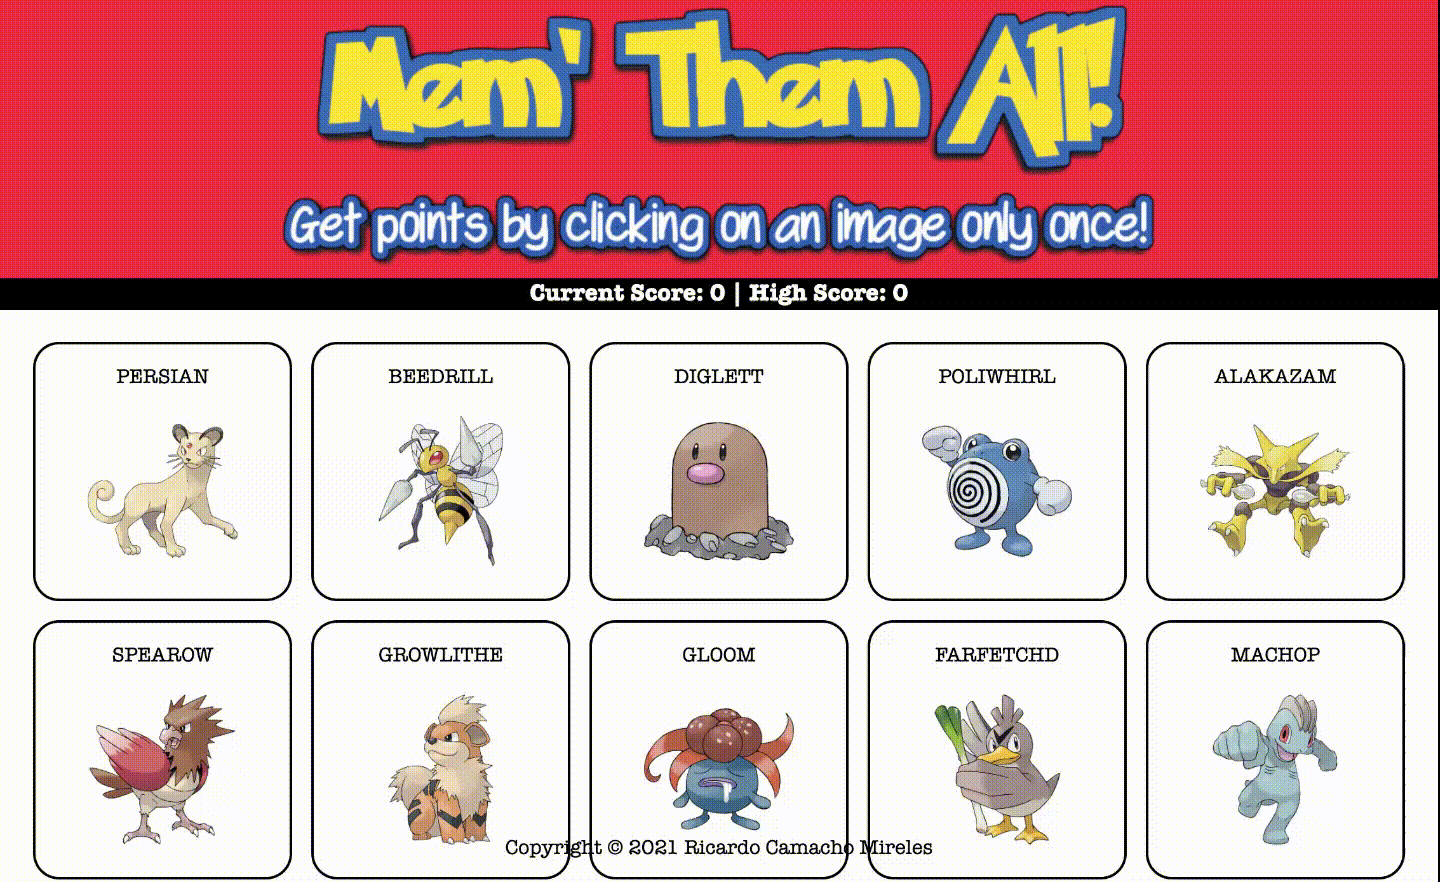 Mem' Them All!
Get points by clicking on an image only once!
Current Score: 0 | High Score: 0
PERSIAN
BEEDRILL
DIGLETT
POLIWHIRL
ALAKAZAM
SPEAROW
GROWLITHE
GLOOM
FARFETCHD
MACHOP
Copyright © 2021 Ricardo Camacho Mireles